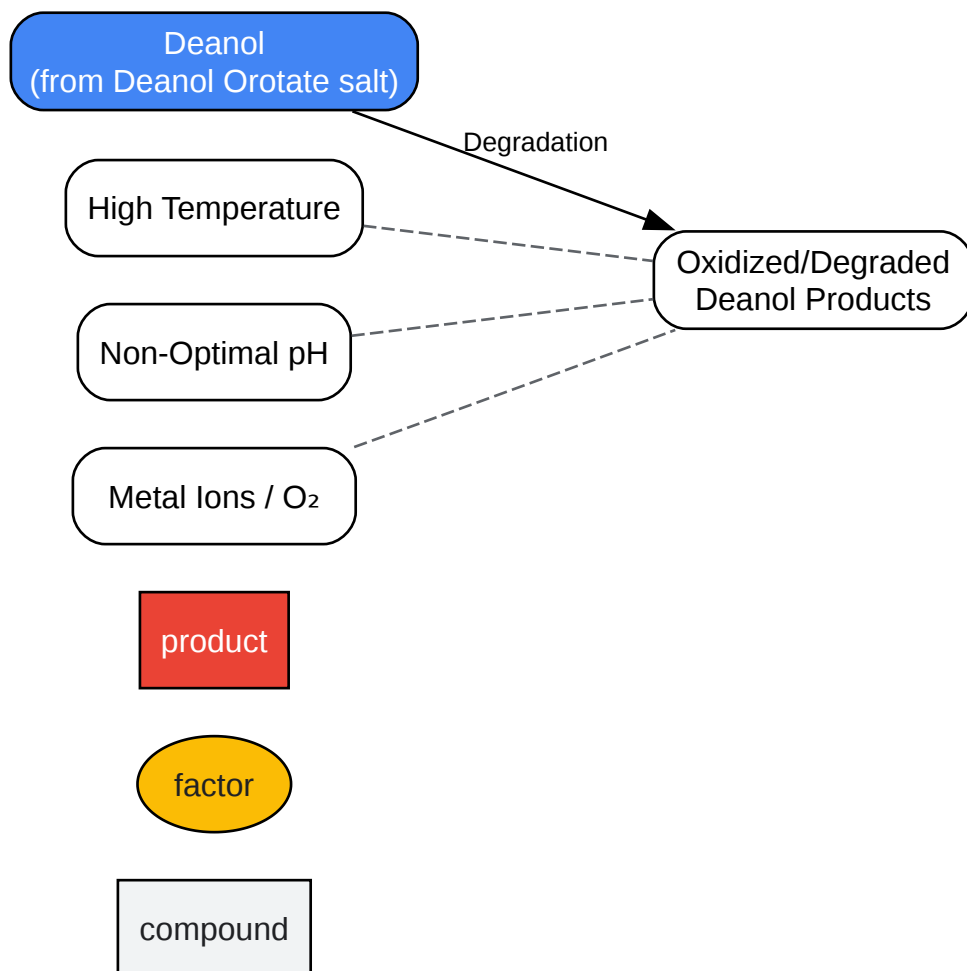 Deanol
(from Deanol Orotate salt)
Degradation
High Temperature
Oxidized/Degraded
Deanol Products
Non-Optimal pH
Metal Ions / O₂
product
factor
compound